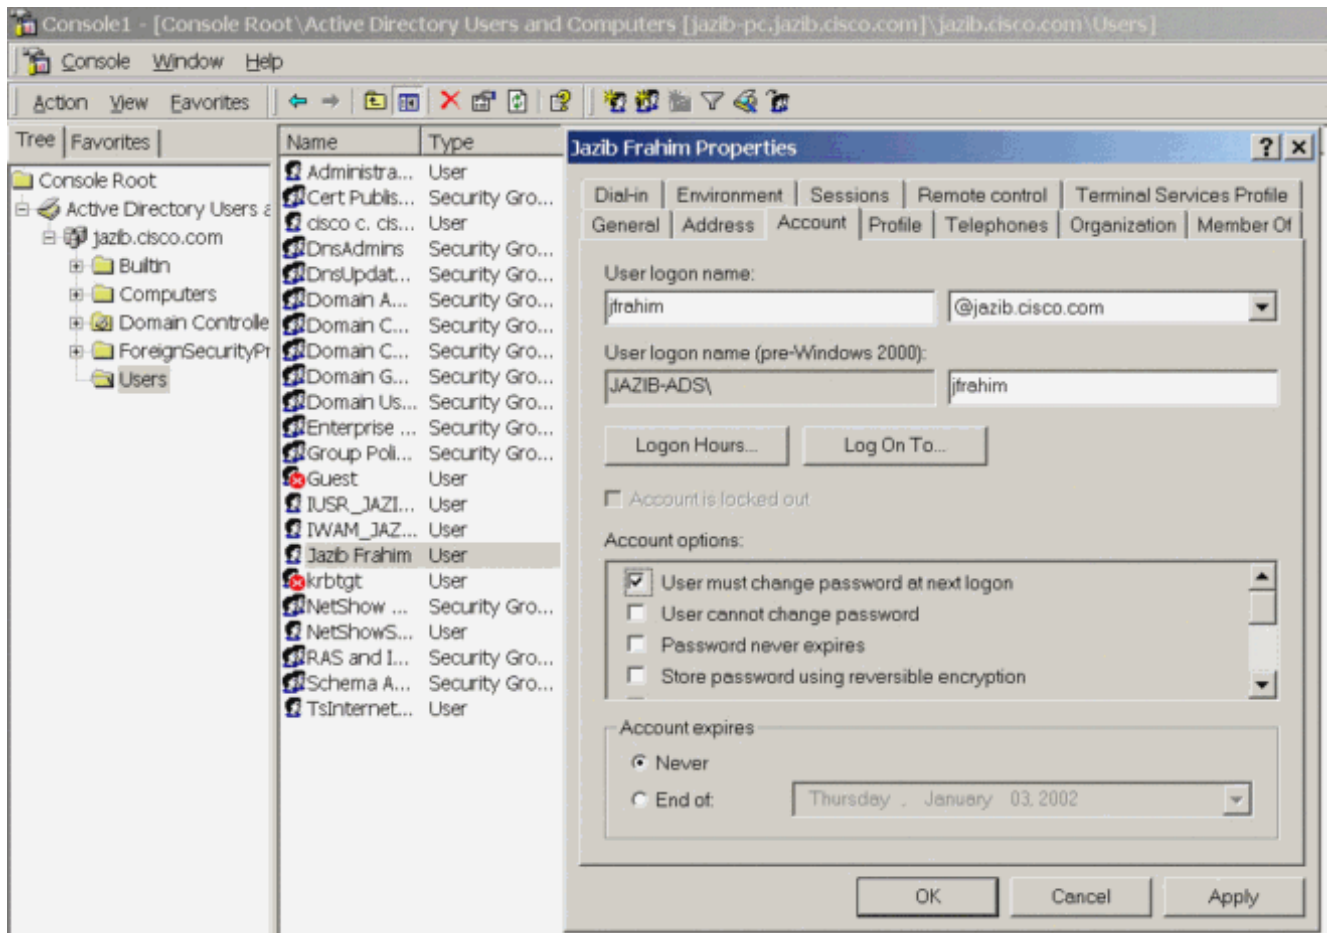 Console1 - [Console Root\Active Directory Users and Computers [jazib-pc.jazib.cisco.com]\jazib.cisco.com\Users]
Console Window Help
Action View Favorites
Tree Favorites
Console Root
Active Directory Users a
jazib.cisco.com
Builtin
Computers
Domain Controlle
ForeignSecurityPr
Users
Name Type
Administra... User
Cert Publis... Security Gro...
cisco c. cis... User
DnsAdmins Security Gro...
DnsUpdat... Security Gro...
Domain A... Security Gro...
Domain C... Security Gro...
Domain C... Security Gro...
Domain G... Security Gro...
Domain Us... Security Gro...
Enterprise ... Security Gro...
Group Poli... Security Gro...
Guest User
IUSR_JAZI... User
IWAM_JAZ... User
Jazib Frahim User
krbtgt User
NetShow ... Security Gro...
NetShowS... User
RAS and I... Security Gro...
Schema A... Security Gro...
TsInternet... User
Jazib Frahim Properties
Dial-in Environment Sessions Remote control Terminal Services Profile
General Address Account Profile Telephones Organization Member Of
User logon name:
jfrahim @jazib.cisco.com
User logon name (pre-Windows 2000):
JAZIB-ADS\ jfrahim
Logon Hours... Log On To...
Account is locked out
Account options:
User must change password at next logon
User cannot change password
Password never expires
Store password using reversible encryption
Account expires
Never
End of: Thursday , January 03, 2002
OK Cancel Apply